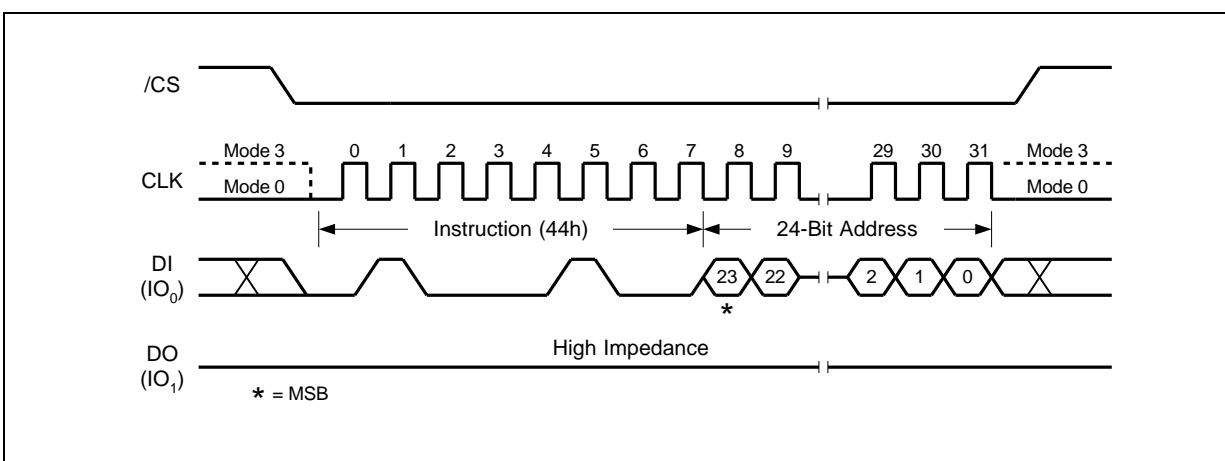 /CS
Mode 3 0 1 2 3 4 5 6 7 8 9 29 30 31 Mode 3
CLK
Mode 0 Mode 0
Instruction (44h) 24-Bit Address
DI
(IO0)
23 22 2 1 0
*
High Impedance
DO
(IO1)
* = MSB